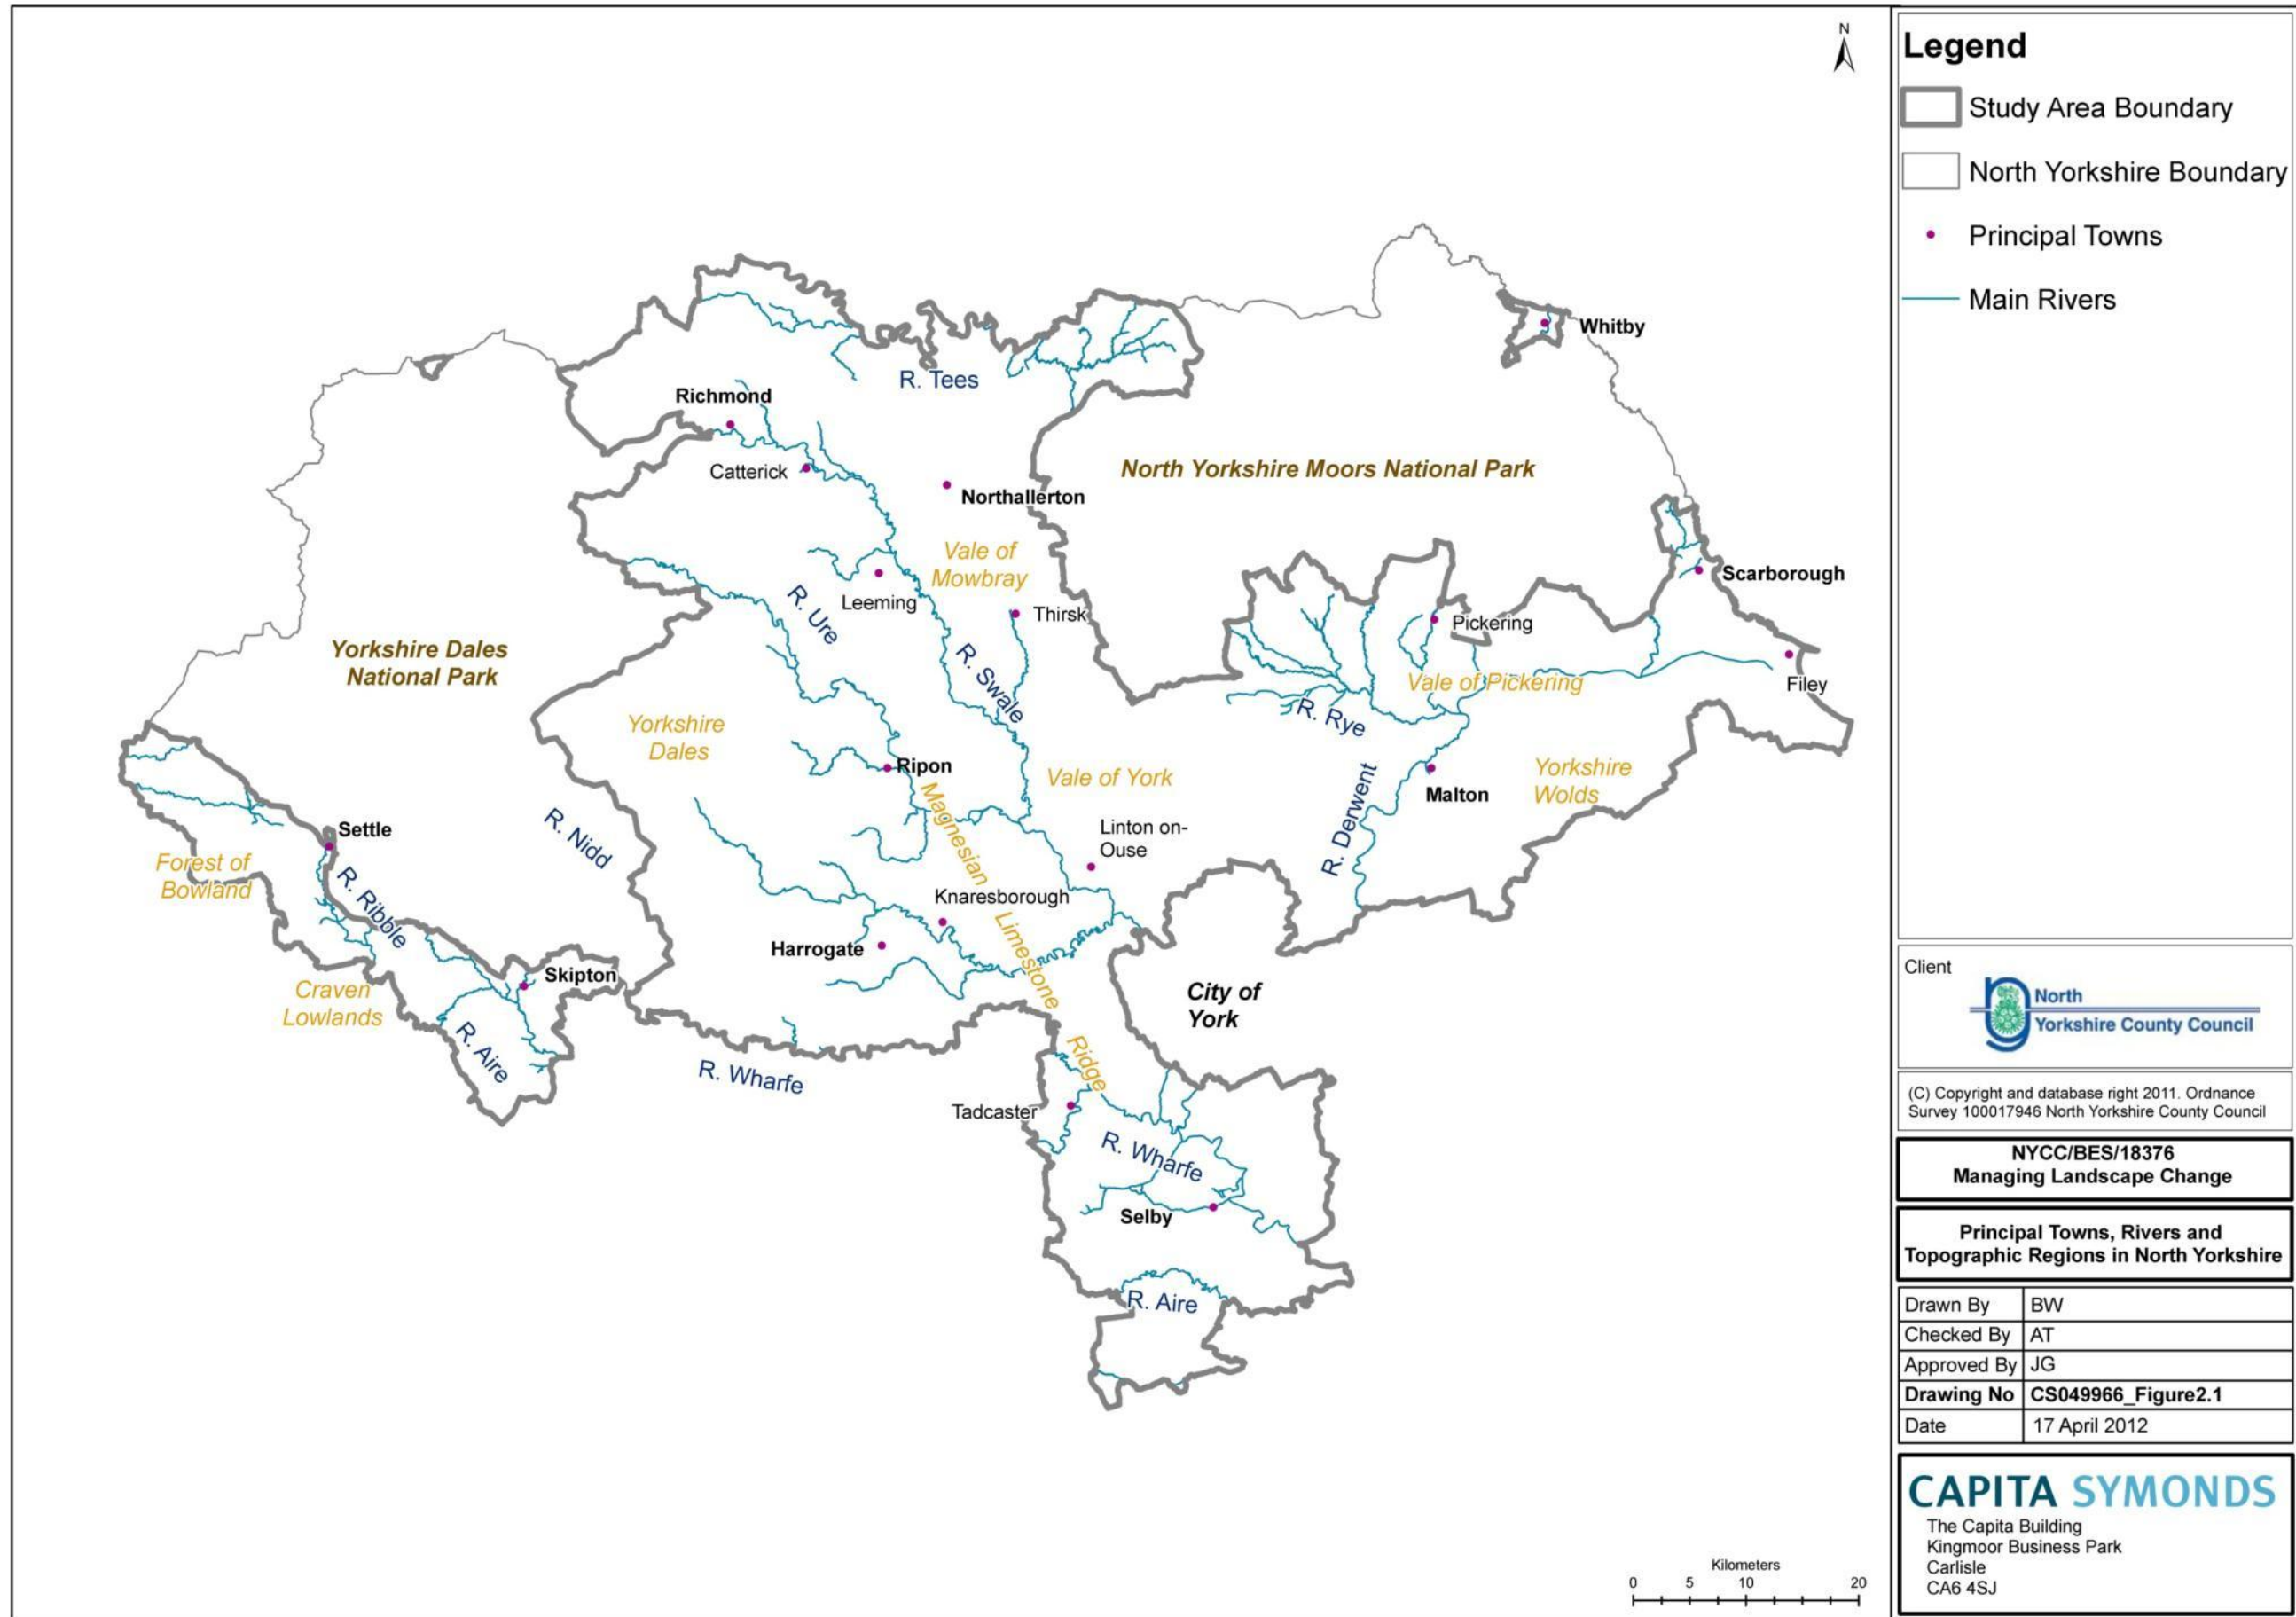 N
Whitby
R. Tees
Richmond
Catterick
Northallerton
North Yorkshire Moors National Park
Vale of
Mowbray
Leeming
R. Ure
Thirsk
R. Swale
Scarborough
Pickering
Vale of Pickering
Filey
Yorkshire Dales
National Park
Yorkshire
Dales
R. Rye
Ripon
Vale of York
Yorkshire
Wolds
Malton
R. Derwent
Magnesian
Limestone
Ridge
Linton on-
Ouse
Settle
R. Nidd
Forest of
Bowland
R. Ribble
Knaresborough
Harrogate
Skipton
Craven
Lowlands
R. Aire
City of
York
R. Wharfe
Tadcaster
R. Wharfe
Selby
R. Aire
Kilometers
0 5 10 20
Legend
Study Area Boundary
North Yorkshire Boundary
Principal Towns
Main Rivers
Client
North
Yorkshire County Council
(C) Copyright and database right 2011. Ordnance
Survey 100017946 North Yorkshire County Council
NYCC/BES/18376
Managing Landscape Change
Principal Towns, Rivers and
Topographic Regions in North Yorkshire
Drawn By BW
Checked By AT
Approved By JG
Drawing No CS049966_Figure2.1
Date 17 April 2012
CAPITA SYMONDS
The Capita Building
Kingmoor Business Park
Carlisle
CA6 4SJ